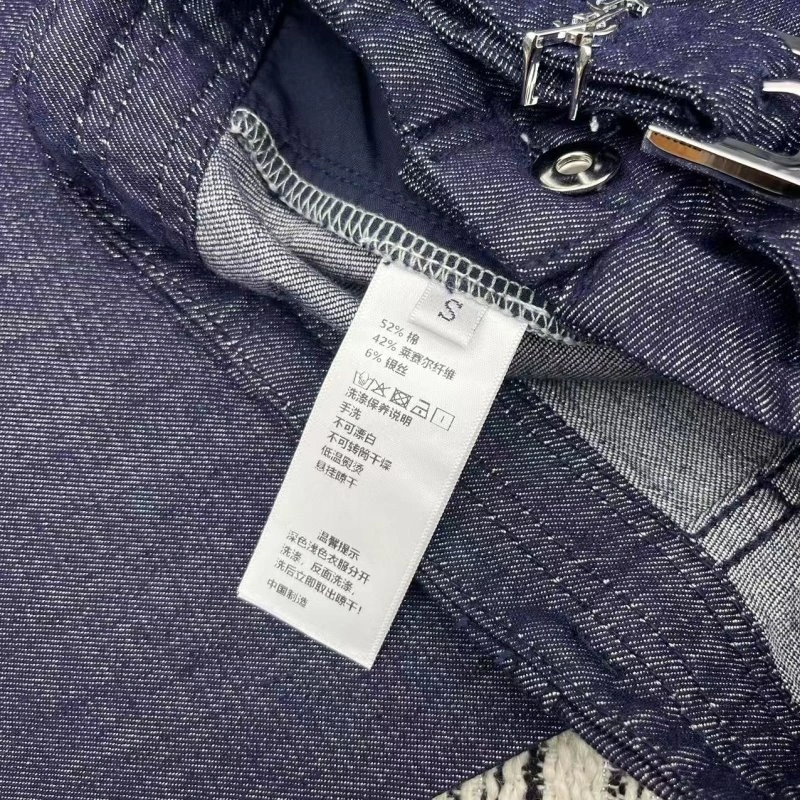 S
52% 棉
42% 莱赛尔纤维
6% 银丝
洗涤保养说明
手洗
不可漂白
不可转筒干燥
低温熨烫
悬挂晾干
温馨提示
深色浅色衣服分开
洗涤，反面洗涤，
洗后立即取出晾干！
中国制造